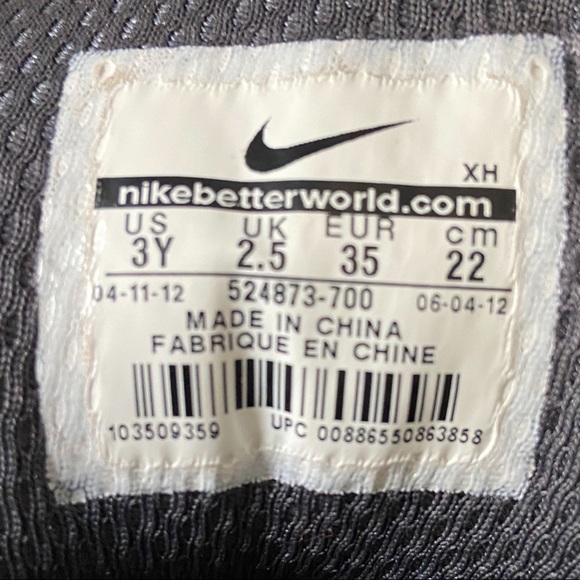 XH
nikebetterworld.com
US UK EUR cm
3Y 2.5 35 22
04-11-12 524873-700 06-04-12
MADE IN CHINA
FABRIQUE EN CHINE
103509359 UPC 00886550863858